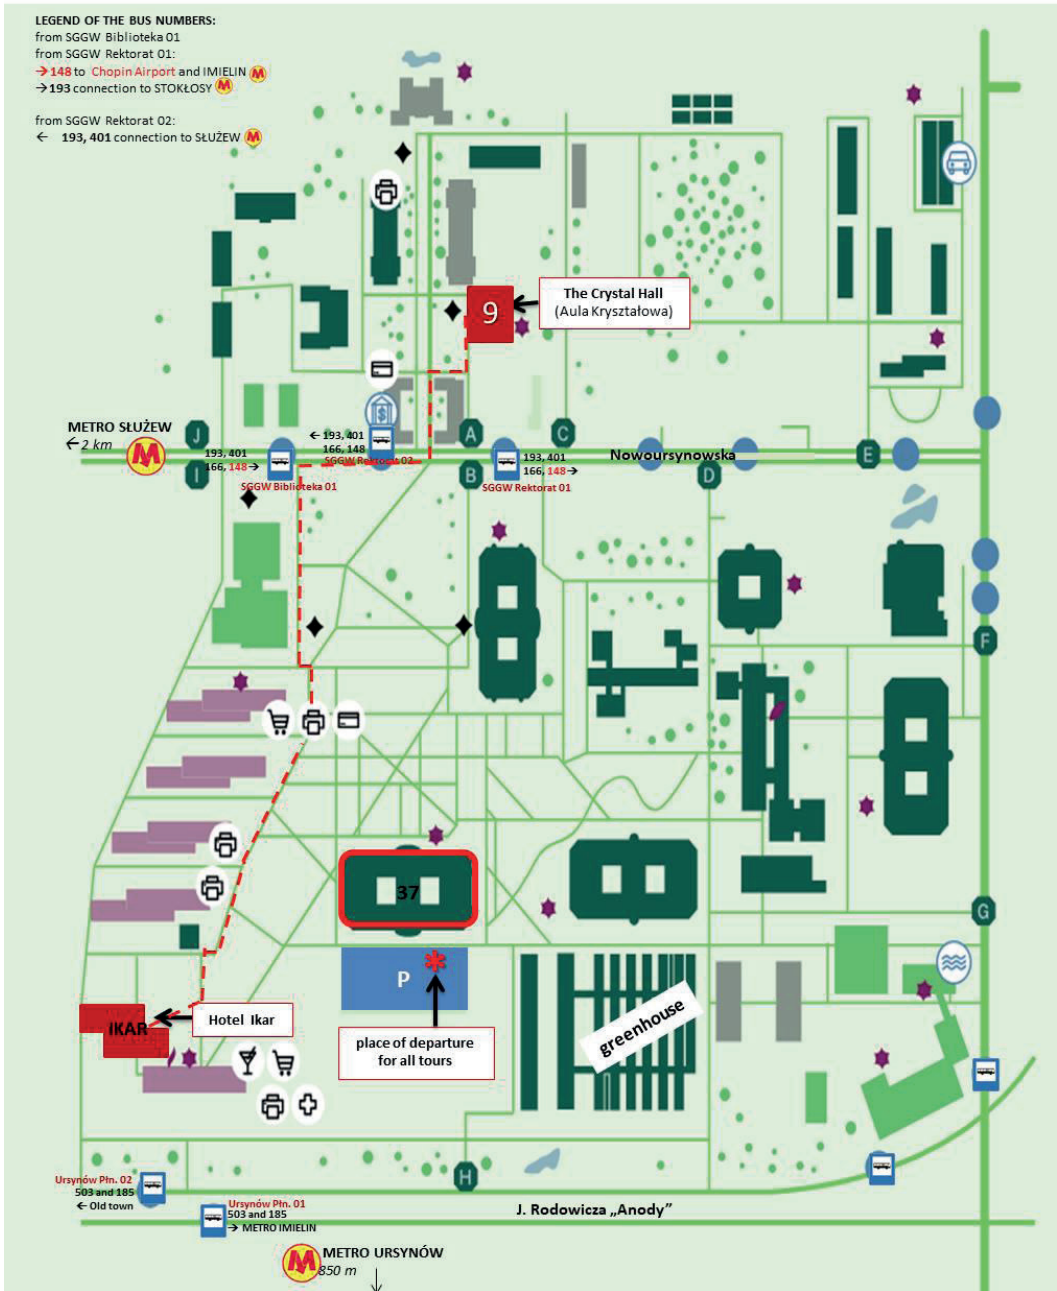 LEGEND OF THE BUS NUMBERS:
from SGGW Biblioteka 01
from SGGW Rektorat 01:
→148 to Chopin Airport and IMIELIN M
→193 connection to STOKŁOSY M
from SGGW Rektorat 02:
← 193, 401 connection to SŁUŻEW M
9
The Crystal Hall
(Aula Kryształowa)
METRO SŁUŻEW
← 2 km
M
J
I
193, 401
166, 148→
SGGW Biblioteka 01
←193, 401
166, 148
SGGW Rektorat 02
A
B
C
193, 401
166, 148→
SGGW Rektorat 01
Nowoursynowska
D
E
F
37
G
P
place of departure
for all tours
greenhouse
IKAR
Hotel Ikar
H
Ursynów Płn. 02
503 and 185
← Old town
Ursynów Płn. 01
503 and 185
→ METRO IMIELIN
J. Rodowicza „Anody”
M
METRO URSYNÓW
850 m